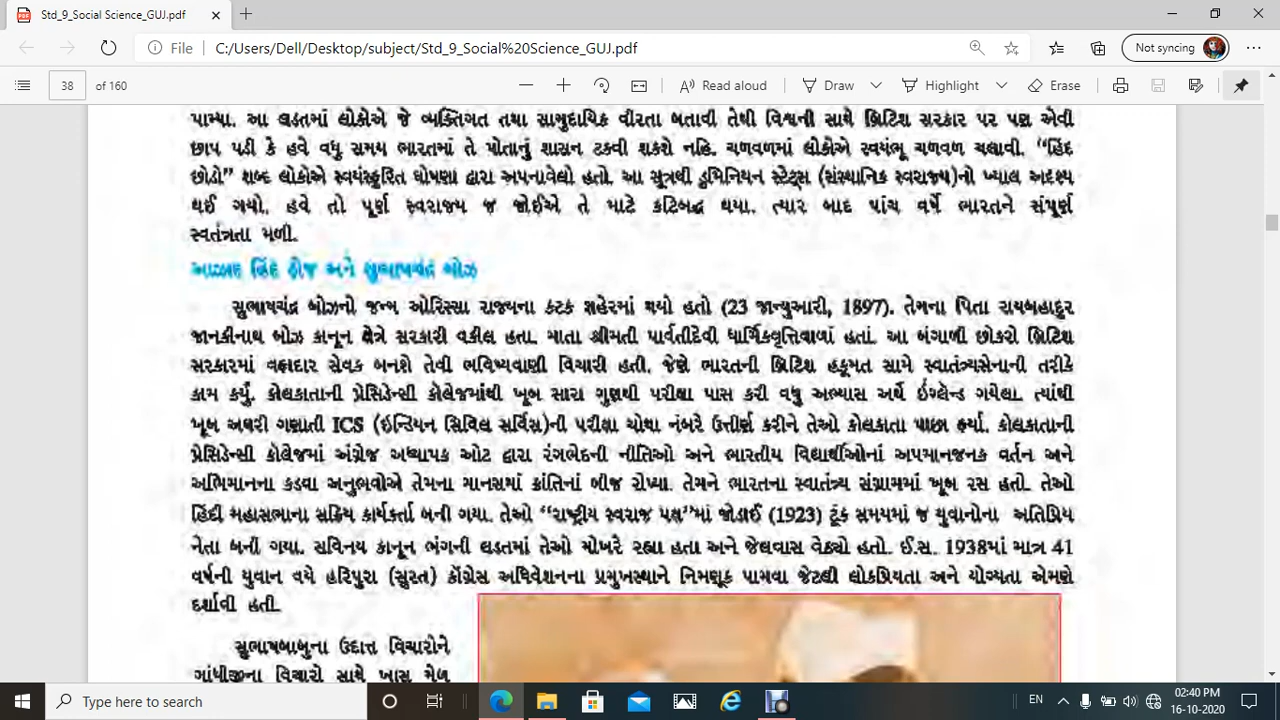 Std_9_Social Science_GUJ.pdf
File C:/Users/Dell/Desktop/subject/Std_9_Social%20Science_GUJ.pdf Not syncing
38 of 160 Read aloud Draw Highlight Erase
પામ્યા. આ લડતમાં લોકોએ જે વ્યક્તિગત તથા સામુદાયિક વીરતા બતાવી તેથી વિશ્વની સાથે બ્રિટિશ સરકાર પર પણ એવી
છાપ પડી કે હવે વધુ સમય ભારતમાં તે પોતાનું શાસન ટકવી શકશે નહિ. ચળવળમાં લોકોએ સ્વયંભૂ ચળવળ ચલાવી. "હિંદ
છોડો" શબ્દ લોકોએ સ્વયંસ્ફુરિત ઘોષણા દ્વારા અપનાવેલો હતો. આ સૂત્રથી ડુમિનિયન સ્ટેટ્સ (સંસ્થાનિક સ્વરાજ્ય)નો ખ્યાલ અદૃશ્ય
થઈ ગયો. હવે તો પૂર્ણ સ્વરાજ્ય જ જોઈએ તે માટે કટિબદ્ધ થયા. ત્યાર બાદ પાંચ વર્ષે ભારતને સંપૂર્ણ
સ્વતંત્રતા મળી.
આઝાદ હિંદ ફોજ અને સુભાષચંદ્ર બોઝ
સુભાષચંદ્ર બોઝનો જન્મ ઓરિસ્સા રાજ્યના કટક શહેરમાં થયો હતો (23 જાન્યુઆરી, 1897). તેમના પિતા રાયબહાદુર
જાનકીનાથ બોઝ કાનૂન ક્ષેત્રે સરકારી વકીલ હતા. માતા શ્રીમતી પાર્વતીદેવી ધાર્મિકવૃત્તિવાળાં હતાં. આ બંગાળી છોકરો બ્રિટિશ
સરકારમાં વફાદાર સેવક બનશે તેવી ભવિષ્યવાણી વિચારી હતી. જેણે ભારતની બ્રિટિશ હકૂમત સામે સ્વાતંત્ર્યસેનાની તરીકે
કામ કર્યું. કોલકાતાની પ્રેસિડેન્સી કૉલેજમાંથી ખૂબ સારા ગુણથી પરીક્ષા પાસ કરી વધુ અભ્યાસ અર્થે ઇંગ્લૅન્ડ ગયેલા. ત્યાંથી
ખૂબ અઘરી ગણાતી ICS (ઇન્ડિયન સિવિલ સર્વિસ)ની પરીક્ષા ચોથા નંબરે ઉત્તીર્ણ કરીને તેઓ કોલકાતા પાછા ફર્યા. કોલકાતાની
પ્રેસિડેન્સી કૉલેજમાં અંગ્રેજ અધ્યાપક ઓટ દ્વારા રંગભેદની નીતિઓ અને ભારતીય વિદ્યાર્થીઓનાં અપમાનજનક વર્તન અને
અભિમાનના કડવા અનુભવોએ તેમના માનસમાં ક્રાંતિનાં બીજ રોપ્યા. તેમને ભારતના સ્વાતંત્ર્ય સંગ્રામમાં ખૂબ રસ હતો. તેઓ
હિંદી મહાસભાના સક્રિય કાર્યકર્તા બની ગયા. તેઓ "રાષ્ટ્રીય સ્વરાજ પક્ષ"માં જોડાઈ (1923) ટૂંક સમયમાં જ યુવાનોના અતિપ્રિય
નેતા બની ગયા. સવિનય કાનૂન ભંગની લડતમાં તેઓ મોખરે રહ્યા હતા અને જેલવાસ વેઠ્યો હતો. ઈ.સ. 1938માં માત્ર 41
વર્ષની યુવાન વયે હરિપુરા (સુરત) કૉંગ્રેસ અધિવેશનના પ્રમુખસ્થાને નિમણૂક પામવા જેટલી લોકપ્રિયતા અને યોગ્યતા એમણે
દર્શાવી હતી.
સુભાષબાબુના ઉદાત્ત વિચારોને
ગાંધીજીના વિચારો સાથે ખાસ મેળ
Type here to search EN 02:40 PM
16-10-2020